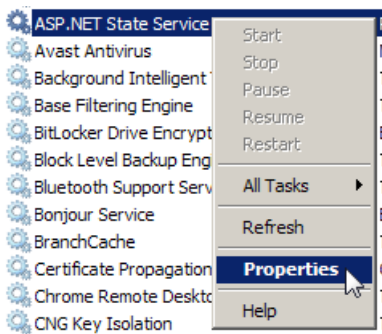 ASP.NET State Service
Avast Antivirus
Background Intelligent
Base Filtering Engine
BitLocker Drive Encrypt
Block Level Backup Eng
Bluetooth Support Serv
Bonjour Service
BranchCache
Certificate Propagation
Chrome Remote Deskto
CNG Key Isolation
Start
Stop
Pause
Resume
Restart
All Tasks
Refresh
Properties
Help